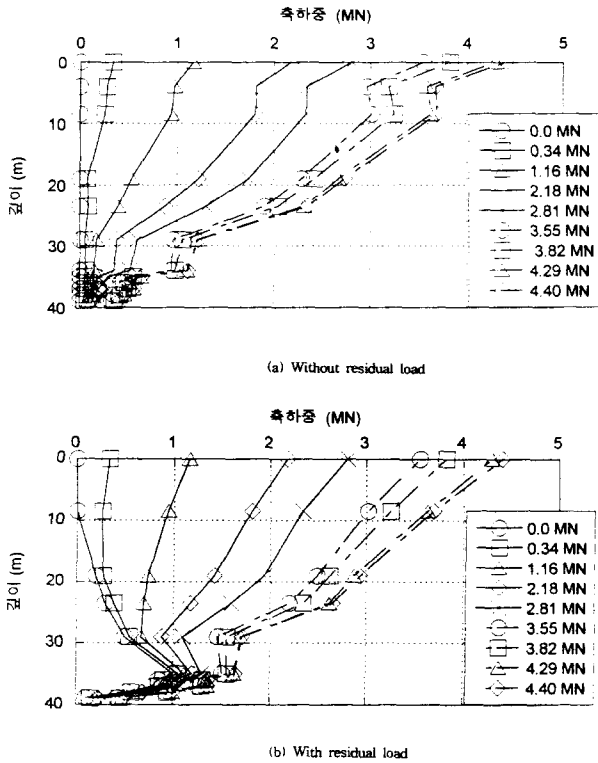 축하중 (MN)
0 1 2 3 4 5
0
10
20
30
40
깊이 (m)
0.0 MN
0.34 MN
1.16 MN
2.18 MN
2.81 MN
3.55 MN
3.82 MN
4.29 MN
4.40 MN
(a) Without residual load
축하중 (MN)
0 1 2 3 4 5
0
10
20
30
40
깊이 (m)
0.0 MN
0.34 MN
1.16 MN
2.18 MN
2.81 MN
3.55 MN
3.82 MN
4.29 MN
4.40 MN
(b) With residual load